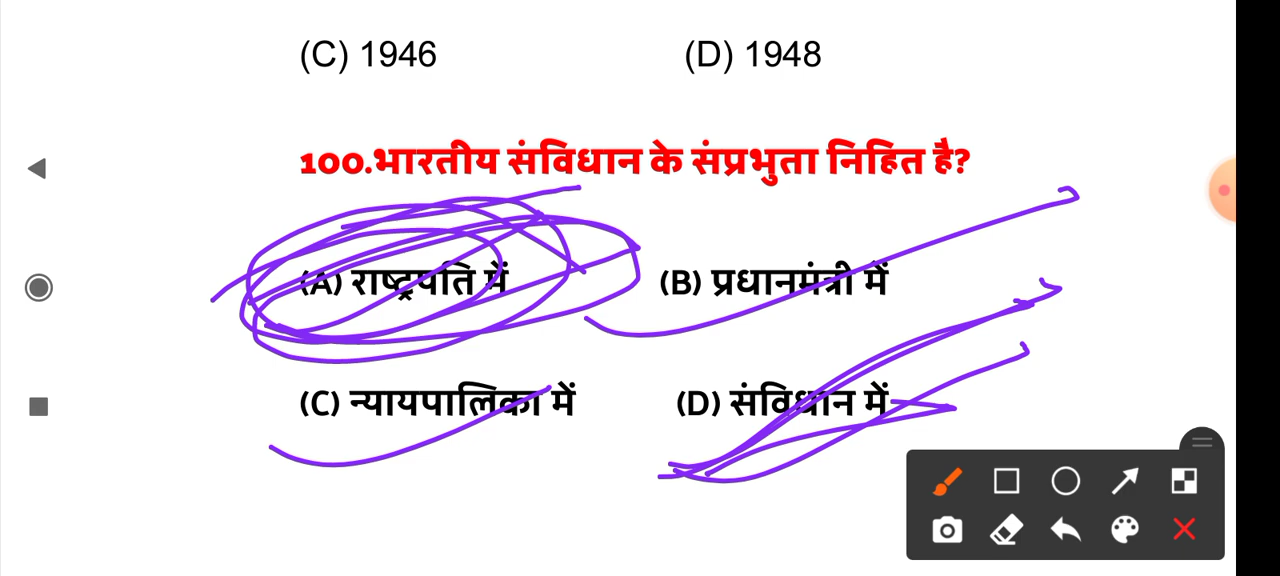 (C) 1946 (D) 1948
100.भारतीय संविधान के संप्रभुता निहित है?
(A) राष्ट्रपति में (B) प्रधानमंत्री में
(C) न्यायपालिका में (D) संविधान में